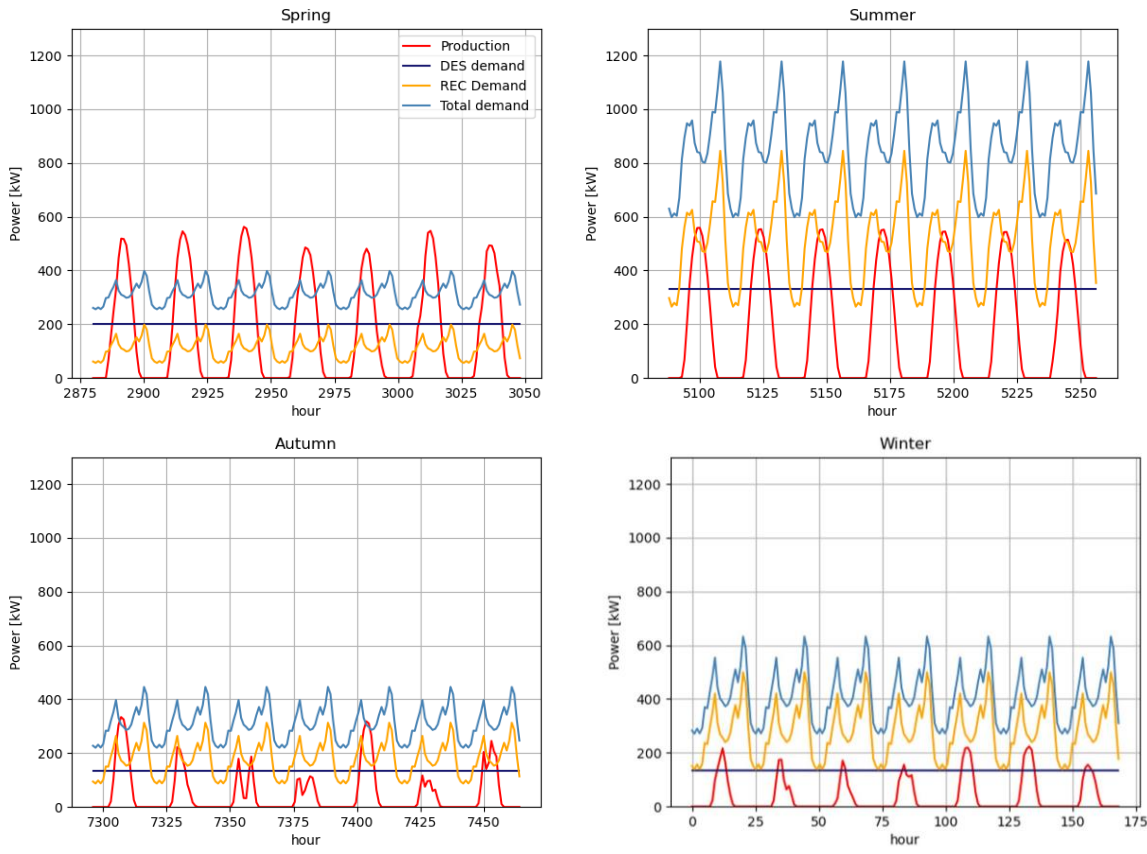 Spring
Power [kW]
1200
1000
800
600
400
200
0
Production
DES demand
REC Demand
Total demand
2875 2900 2925 2950 2975 3000 3025 3050
hour
Summer
Power [kW]
1200
1000
800
600
400
200
0
5100 5125 5150 5175 5200 5225 5250
hour
Autumn
Power [kW]
1200
1000
800
600
400
200
0
7300 7325 7350 7375 7400 7425 7450
hour
Winter
Power [kW]
1200
1000
800
600
400
200
0
0 25 50 75 100 125 150 175
hour